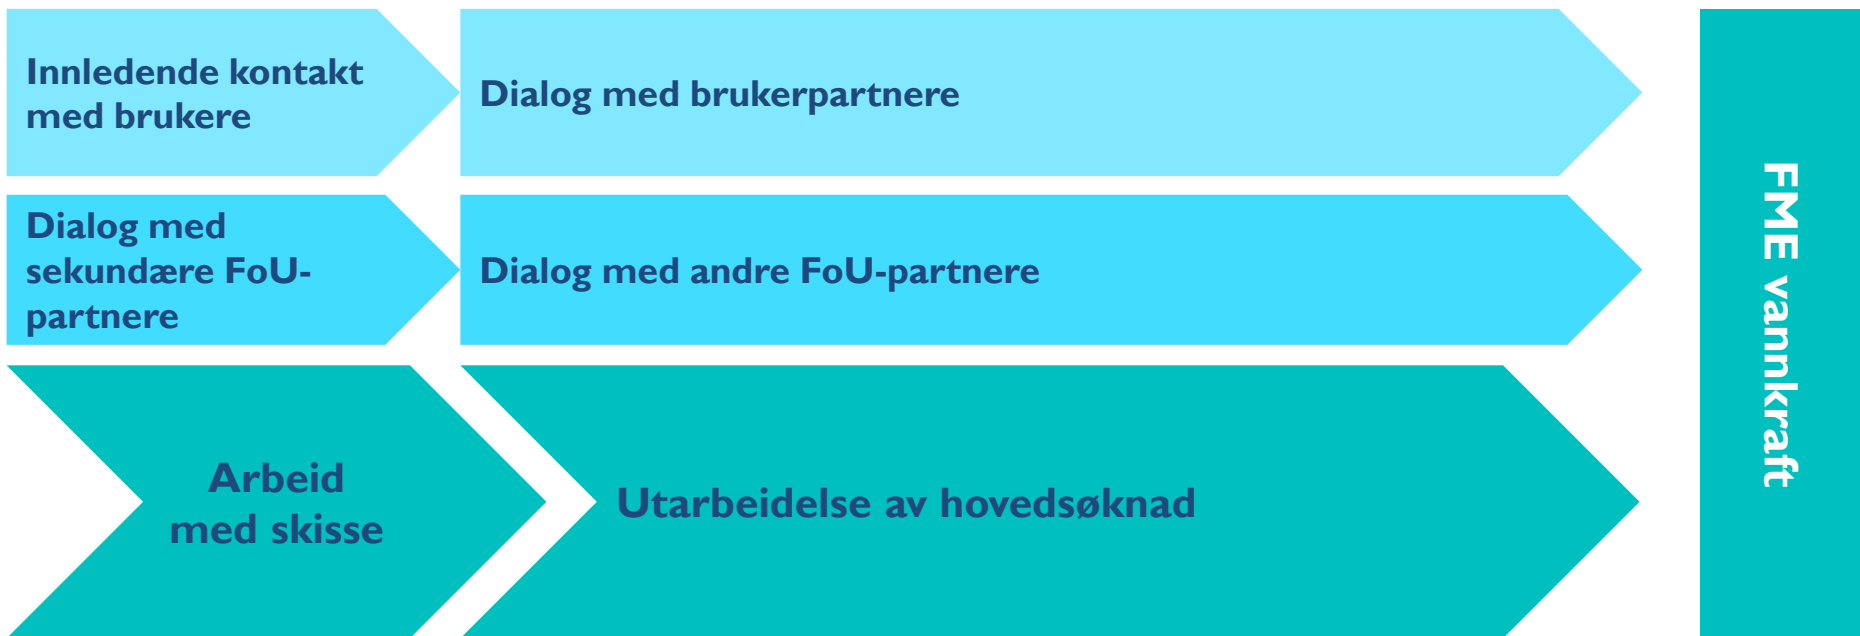 Innledende kontakt
med brukere
Dialog med brukerpartnere
Dialog med
sekundære FoU-
partnere
Dialog med andre FoU-partnere
Arbeid
med skisse
Utarbeidelse av hovedsøknad
FME vannkraft